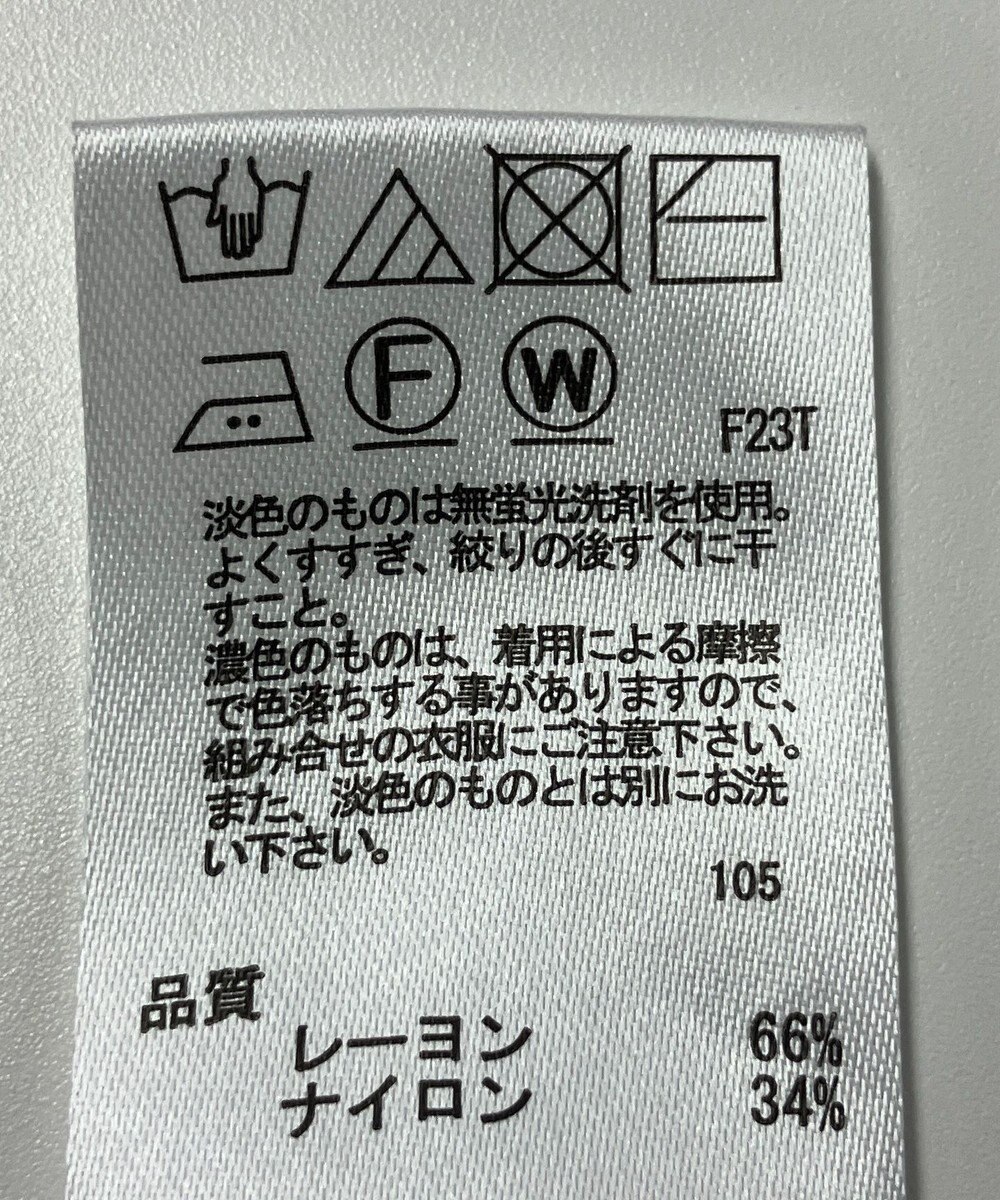 F W
F23T
淡色のものは無蛍光洗剤を使用。
よくすすぎ、絞りの後すぐに干
すこと。
濃色のものは、着用による摩擦
で色落ちする事がありますので、
組み合せの衣服にご注意下さい。
また、淡色のものとは別にお洗
い下さい。
105
品質
レーヨン 66%
ナイロン 34%